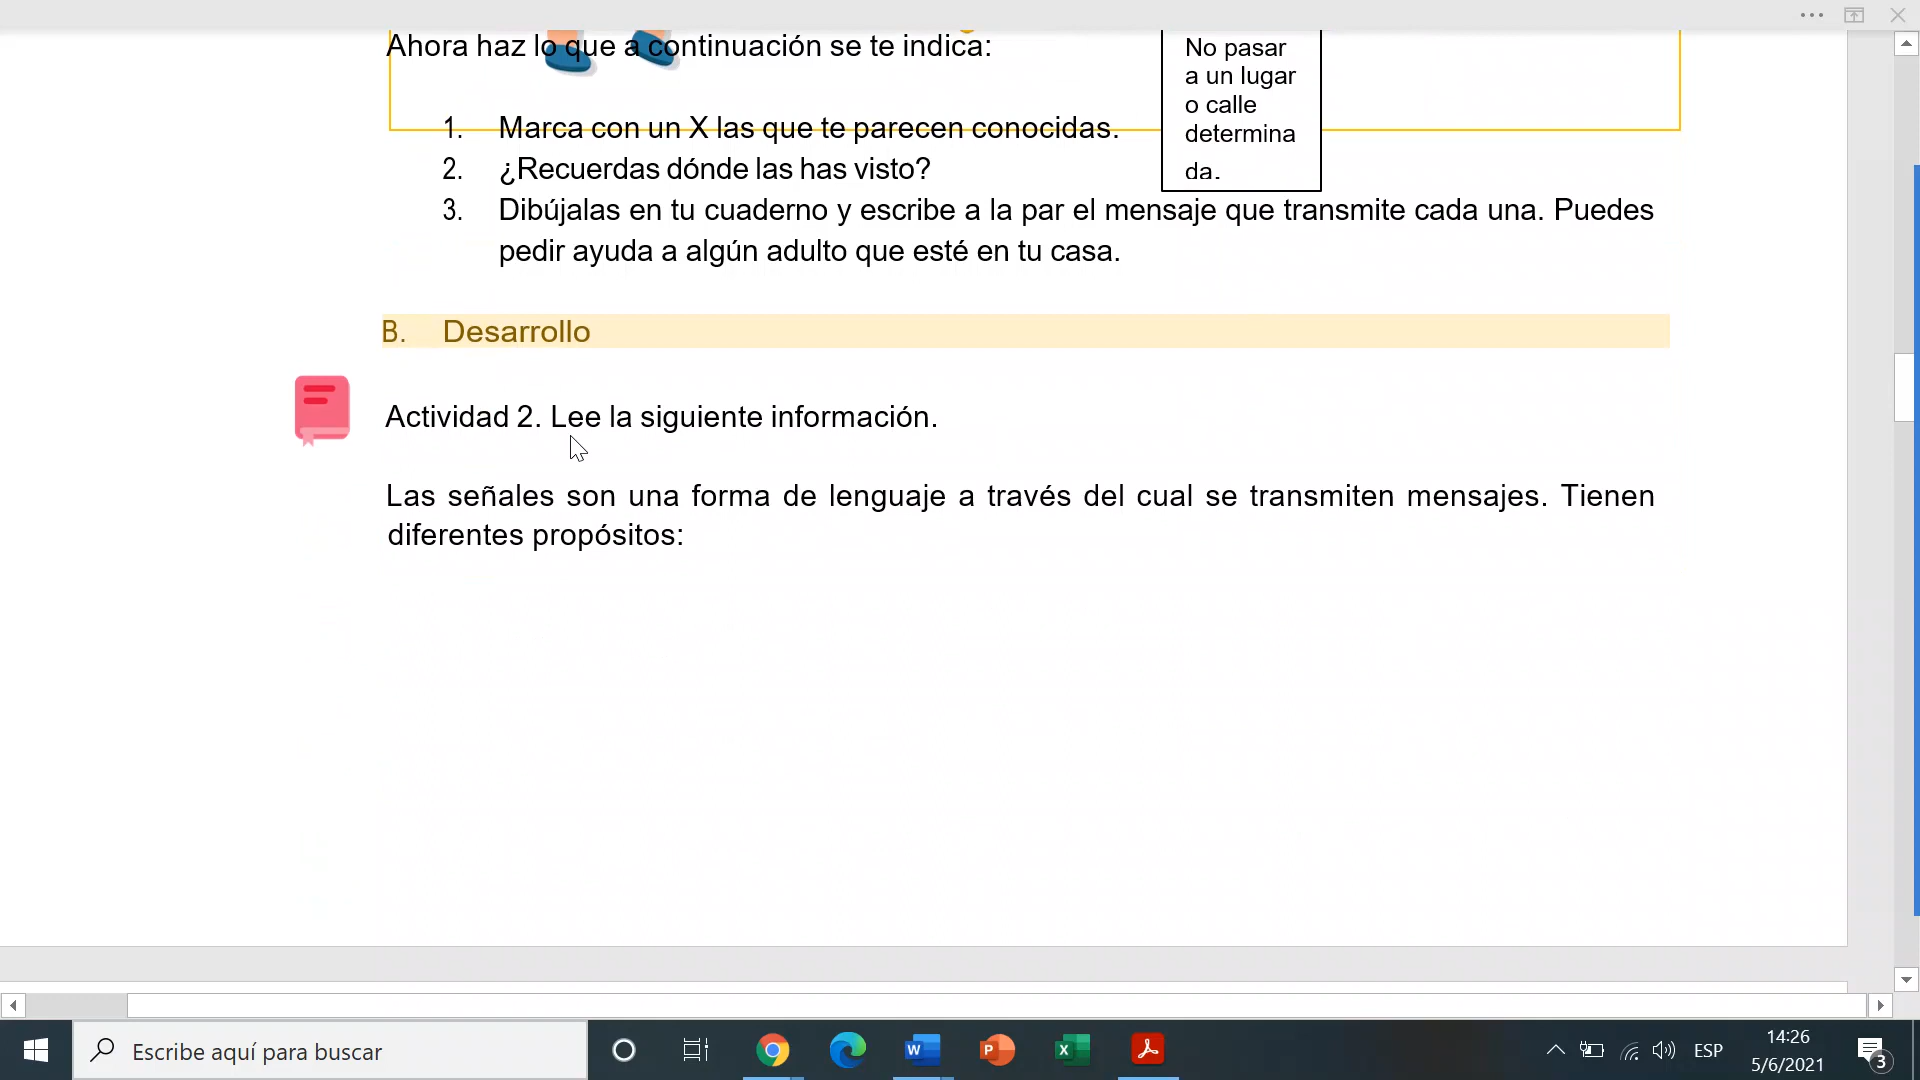 Ahora haz lo que a continuación se te indica:
No pasar
a un lugar
o calle
determina
da.
1. Marca con un X las que te parecen conocidas.
2. ¿Recuerdas dónde las has visto?
3. Dibújalas en tu cuaderno y escribe a la par el mensaje que transmite cada una. Puedes
pedir ayuda a algún adulto que esté en tu casa.
B. Desarrollo
Actividad 2. Lee la siguiente información.
Las señales son una forma de lenguaje a través del cual se transmiten mensajes. Tienen
diferentes propósitos:
Escribe aquí para buscar
W
P
X
ESP
14:26
5/6/2021
3